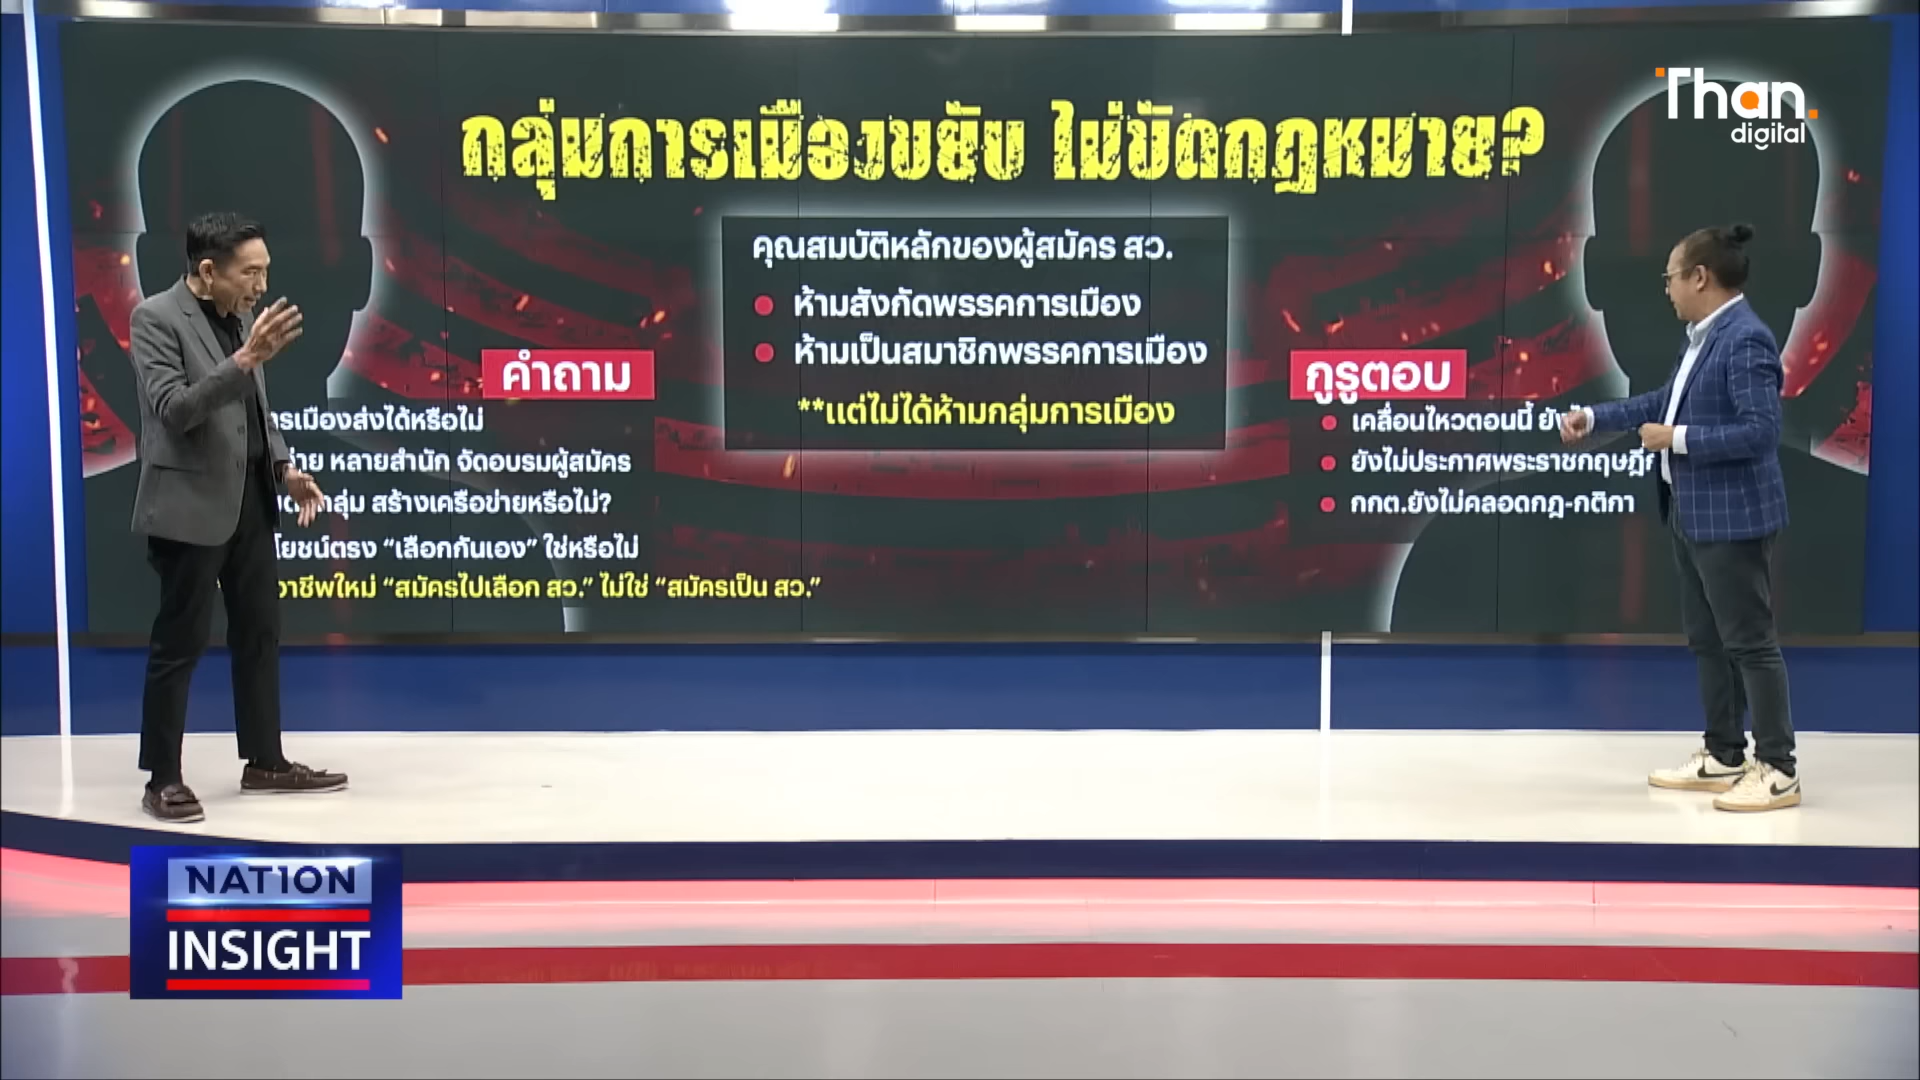 Than.
digital
กลุ่มการเมืองขยับ ไม่ขัดกฎหมาย?
คุณสมบัติหลักของผู้สมัคร สว.
ห้ามสังกัดพรรคการเมือง
ห้ามเป็นสมาชิกพรรคการเมือง
**แต่ไม่ได้ห้ามกลุ่มการเมือง
คำถาม
ส่งได้หรือไม่
หลายสำนัก จัดอบรมผู้สมัคร
สร้างเครือข่ายหรือไม่?
“เลือกกันเอง” ใช่หรือไม่
“สมัครไปเลือก สว.” ไม่ใช่ “สมัครเป็น สว.”
กูรูตอบ
เคลื่อนไหวตอนนี้
ยังไม่ประกาศพระราชกฤษฎีก
กกต.ยังไม่คลอดกฎ-กติกา
NATION
INSIGHT